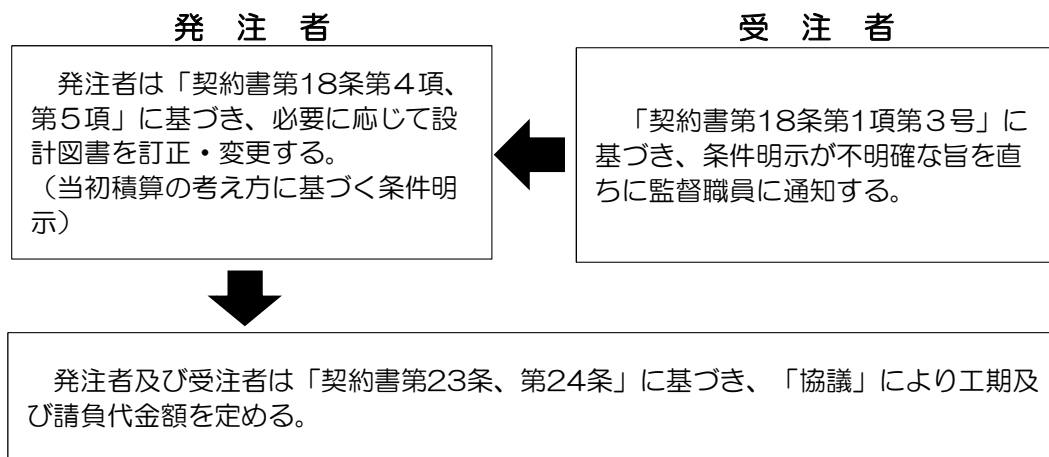 発 注 者
発注者は「契約書第18条第4項、
第5項」に基づき、必要に応じて設
計図書を訂正・変更する。
（当初積算の考え方に基づく条件明
示）
受 注 者
「契約書第18条第1項第3号」に
基づき、条件明示が不明確な旨を直
ちに監督職員に通知する。
発注者及び受注者は「契約書第23条、第24条」に基づき、「協議」により工期及
び請負代金額を定める。